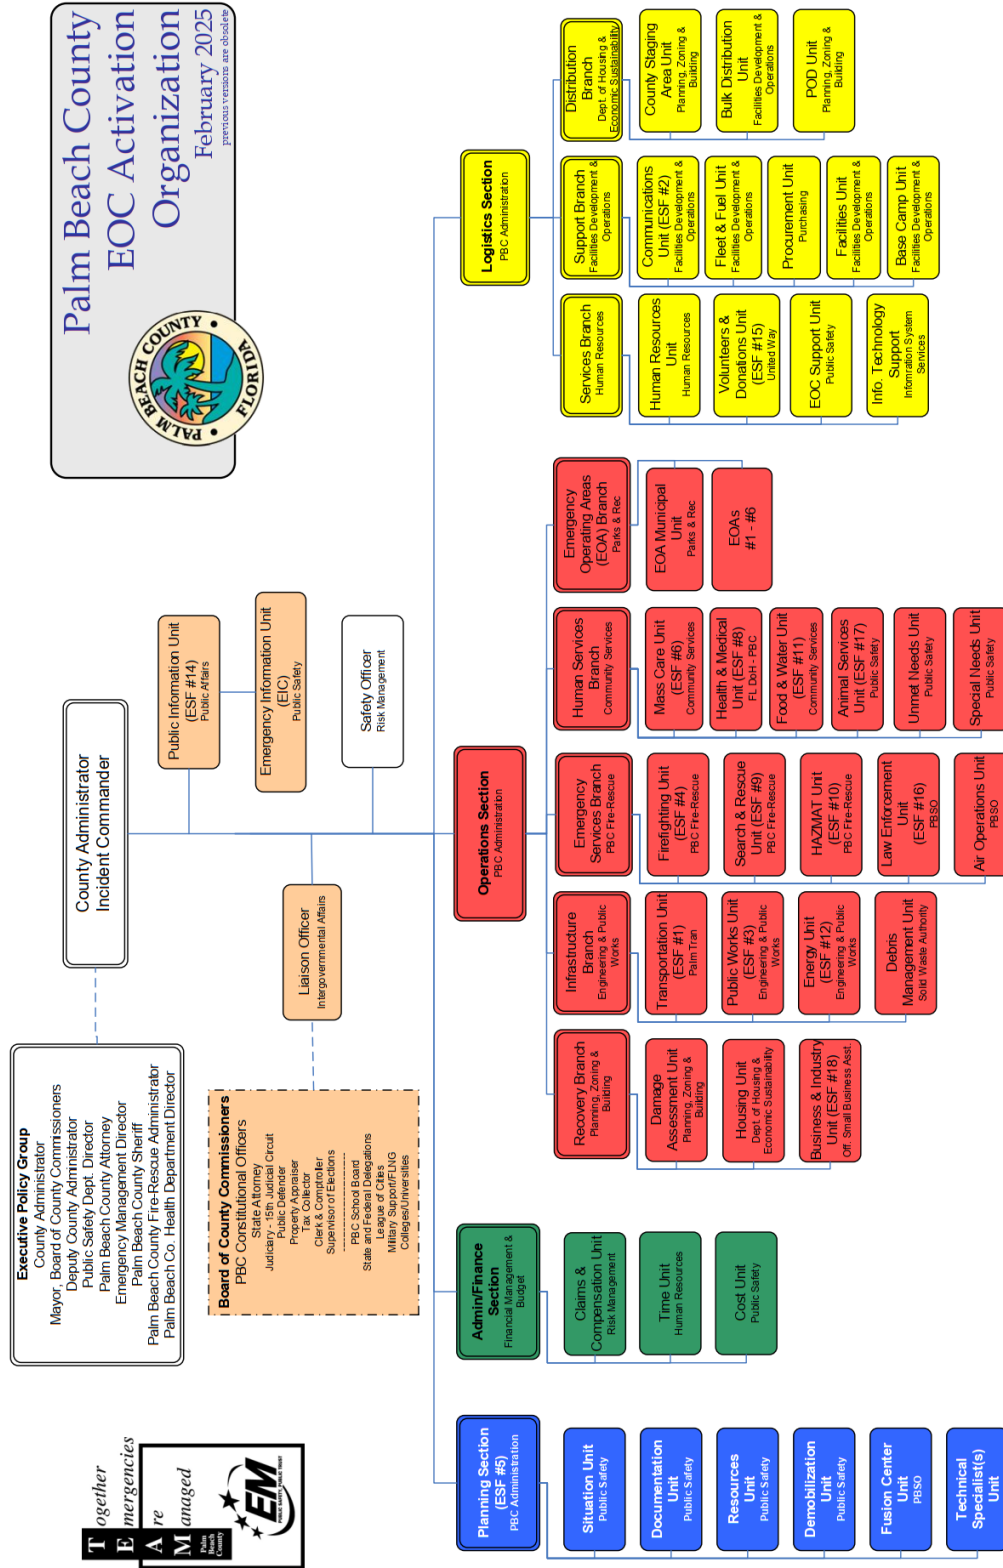 Together
Emergencies
Are
Managed
Palm
Beach
County
EM
PUBLIC SAFETY, PUBLIC TRUST
Executive Policy Group
County Administrator
Mayor, Board of County Commissioners
Deputy County Administrator
Public Safety Dept. Director
Palm Beach County Attorney
Emergency Management Director
Palm Beach County Sheriff
Palm Beach County Fire-Rescue Administrator
Palm Beach Co. Health Department Director
County Administrator
Incident Commander
Palm Beach County
EOC Activation
Organization
February 2025
previous versions are obsolete
PALM BEACH COUNTY
FLORIDA
Public Information Unit
(ESF #14)
Public Affairs
Emergency Information Unit
(EIC)
Public Safety
Safety Officer
Risk Management
Liaison Officer
Intergovernmental Affairs
Board of County Commissioners
PBC Constitutional Officers
State Attorney
Judiciary - 15th Judicial Circuit
Public Defender
Property Appraiser
Tax Collector
Clerk & Comptroller
Supervisor of Elections
--------------------
PBC School Board
State and Federal Delegations
League of Cities
Military Support/FL NG
Colleges/Universities
Planning Section
(ESF #5)
PBC Administration
Situation Unit
Public Safety
Documentation
Unit
Public Safety
Resources
Unit
Public Safety
Demobilization
Unit
Public Safety
Fusion Center
Unit
PBSO
Technical
Specialist(s)
Unit
Admin/Finance
Section
Financial Management &
Budget
Claims &
Compensation Unit
Risk Management
Time Unit
Human Resources
Cost Unit
Public Safety
Operations Section
PBC Administration
Recovery Branch
Planning, Zoning &
Building
Damage
Assessment Unit
Planning, Zoning &
Building
Housing Unit
Dept. of Housing &
Economic Sustainability
Business & Industry
Unit (ESF #18)
Off. Small Business Asst.
Infrastructure
Branch
Engineering & Public
Works
Transportation Unit
(ESF #1)
Palm Tran
Public Works Unit
(ESF #3)
Engineering & Public
Works
Energy Unit
(ESF #12)
Engineering & Public
Works
Debris
Management Unit
Solid Waste Authority
Emergency
Services Branch
PBC Fire-Rescue
Firefighting Unit
(ESF #4)
PBC Fire-Rescue
Search & Rescue
Unit (ESF #9)
PBC Fire-Rescue
HAZMAT Unit
(ESF #10)
PBC Fire-Rescue
Law Enforcement
Unit
(ESF #16)
PBSO
Air Operations Unit
PBSO
Human Services
Branch
Community Services
Mass Care Unit
(ESF #6)
Community Services
Health & Medical
Unit (ESF #8)
FL DoH - PBC
Food & Water Unit
(ESF #11)
Community Services
Animal Services
Unit (ESF #17)
Public Safety
Unmet Needs Unit
Public Safety
Special Needs Unit
Public Safety
Emergency
Operating Areas
(EOA) Branch
Parks & Rec
EOA Municipal
Unit
Parks & Rec
EOAs
#1 - #6
Logistics Section
PBC Administration
Services Branch
Human Resources
Human Resources
Unit
Human Resources
Volunteers &
Donations Unit
(ESF #15)
United Way
EOC Support Unit
Public Safety
Info. Technology
Support
Infomration System
Services
Support Branch
Facilities Development &
Operations
Communications
Unit (ESF #2)
Facilities Development &
Operations
Fleet & Fuel Unit
Facilities Development &
Operations
Procurement Unit
Purchasing
Facilities Unit
Facilities Development &
Operations
Base Camp Unit
Facilities Development &
Operations
Distribution
Branch
Dept. of Housing &
Economic Sustainability
County Staging
Area Unit
Planning, Zoning &
Building
Bulk Distribution
Unit
Facilities Development &
Operations
POD Unit
Planning, Zoning &
Building